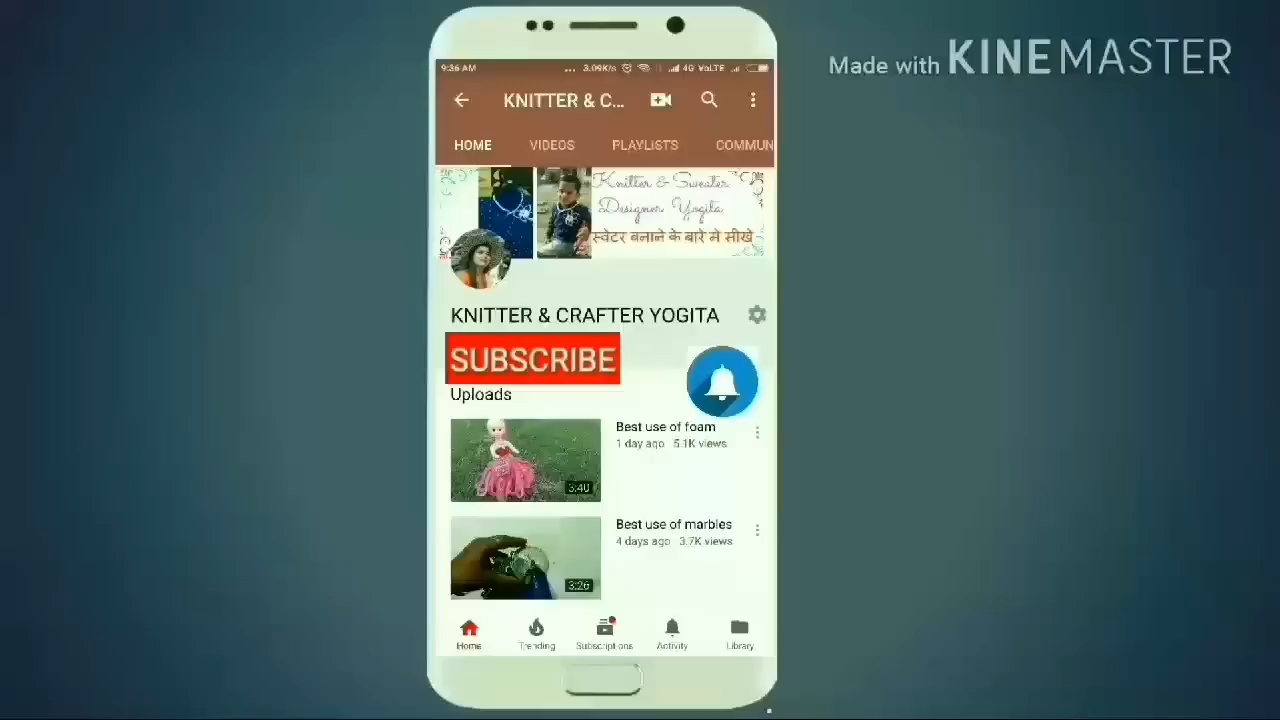 Made with KINEMASTER
9:36 AM ... 3.09K/s 4G VoLTE
KNITTER & C...
HOME VIDEOS PLAYLISTS COMMUN
Knitter & Sweater
Designer Yogita
स्वेटर बनाने के बारे मे सीखे
KNITTER & CRAFTER YOGITA
SUBSCRIBE
Uploads
Best use of foam
1 day ago 5.1K views
3:40
Best use of marbles
4 days ago 3.7K views
3:26
Home Trending Subscriptions Activity Library